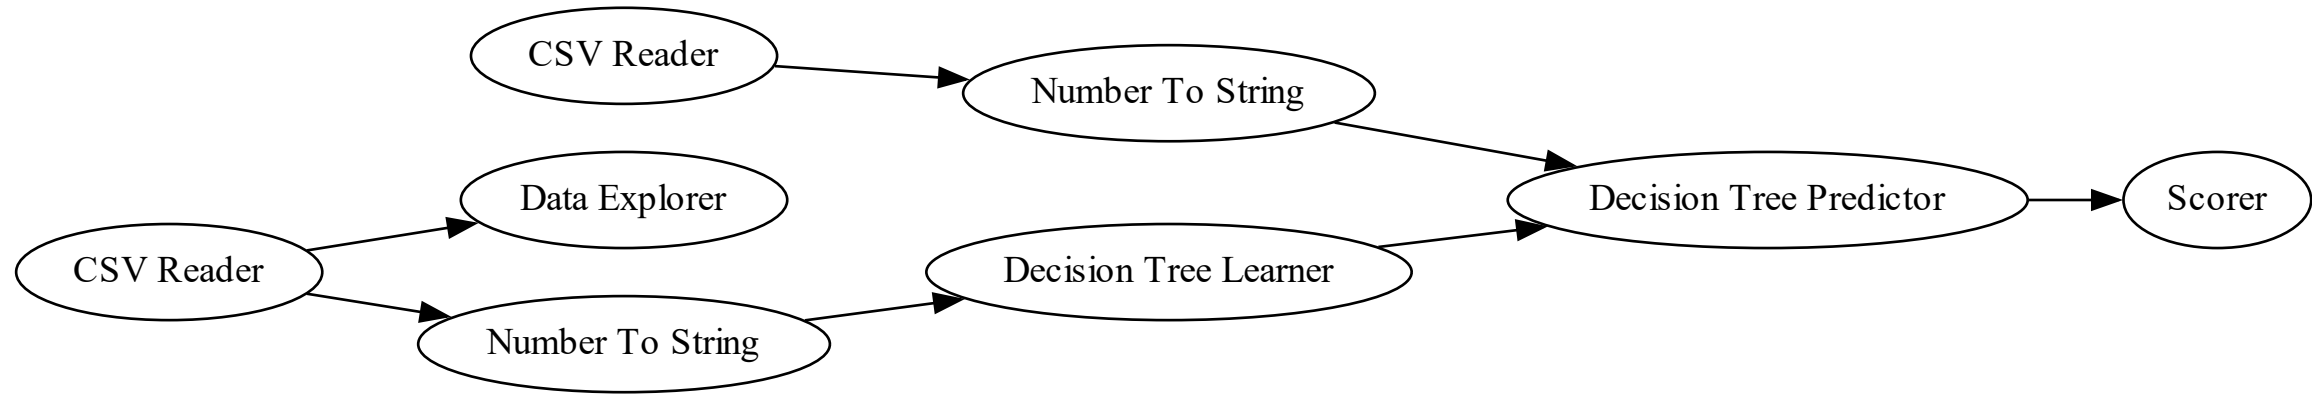 CSV Reader
Number To String
Data Explorer
Decision Tree Predictor
Scorer
CSV Reader
Decision Tree Learner
Number To String